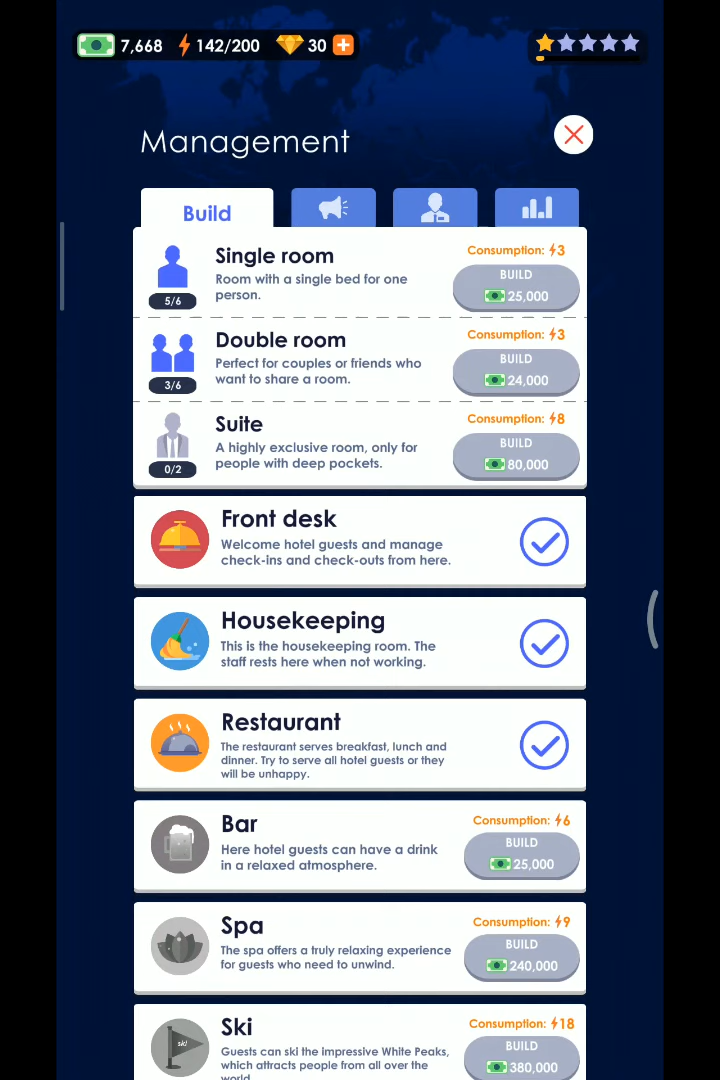 7,668 142/200 30
Management
Build
Single room
Room with a single bed for one
person.
5/6
Consumption: 3
BUILD
25,000
Double room
Perfect for couples or friends who
want to share a room.
3/6
Consumption: 3
BUILD
24,000
Suite
A highly exclusive room, only for
people with deep pockets.
0/2
Consumption: 8
BUILD
80,000
Front desk
Welcome hotel guests and manage
check-ins and check-outs from here.
Housekeeping
This is the housekeeping room. The
staff rests here when not working.
Restaurant
The restaurant serves breakfast, lunch and
dinner. Try to serve all hotel guests or they
will be unhappy.
Bar
Here hotel guests can have a drink
in a relaxed atmosphere.
Consumption: 6
BUILD
25,000
Spa
The spa offers a truly relaxing experience
for guests who need to unwind.
Consumption: 9
BUILD
240,000
ski
Ski
Guests can ski the impressive White Peaks,
which attracts people from all over the
world.
Consumption: 18
BUILD
380,000